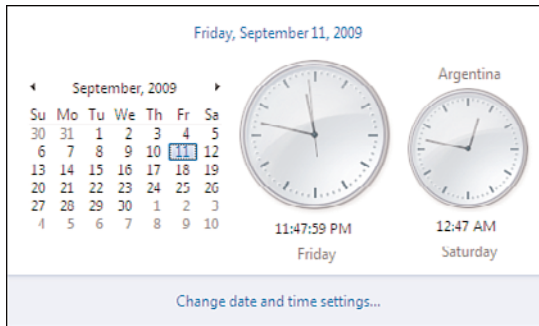 Friday, September 11, 2009
September, 2009
Su Mo Tu We Th Fr Sa
30 31 1 2 3 4 5
6 7 8 9 10 11 12
13 14 15 16 17 18 19
20 21 22 23 24 25 26
27 28 29 30 1 2 3
4 5 6 7 8 9 10
11:47:59 PM
Friday
Argentina
12:47 AM
Saturday
Change date and time settings...